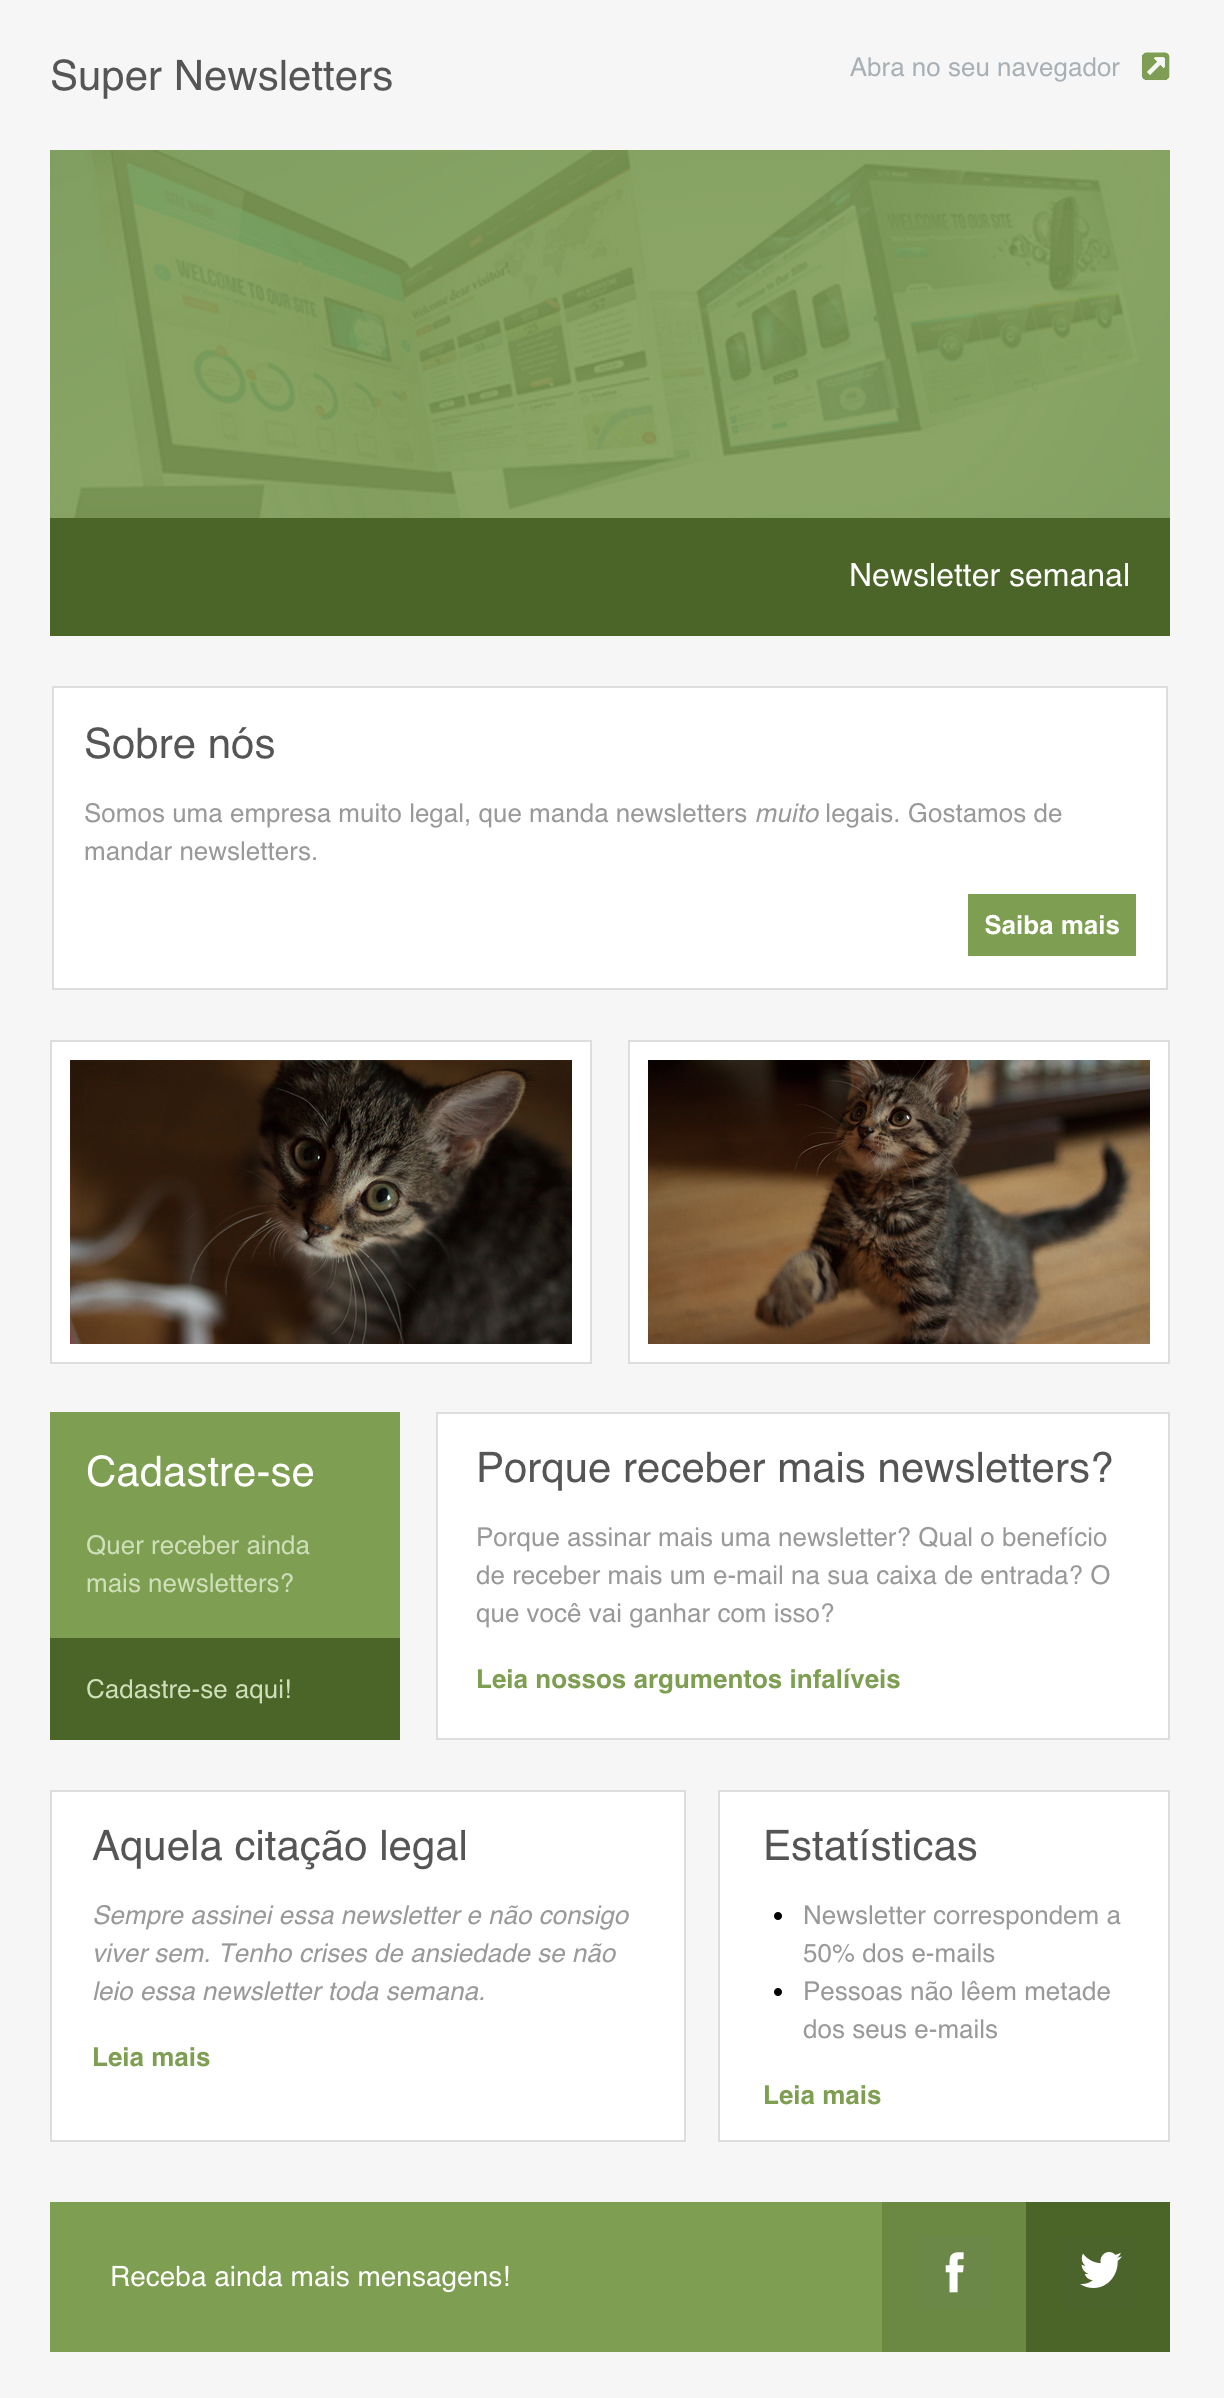 Super Newsletters
Abra no seu navegador
WELCOME TO OUR SITE
Welcome dear visitor!
Welcome to Our Site
WELCOME TO OUR SITE
Newsletter semanal
Sobre nós
Somos uma empresa muito legal, que manda newsletters muito legais. Gostamos de
mandar newsletters.
Saiba mais
Cadastre-se
Quer receber ainda
mais newsletters?
Cadastre-se aqui!
Porque receber mais newsletters?
Porque assinar mais uma newsletter? Qual o benefício
de receber mais um e-mail na sua caixa de entrada? O
que você vai ganhar com isso?
Leia nossos argumentos infalíveis
Aquela citação legal
Sempre assinei essa newsletter e não consigo
viver sem. Tenho crises de ansiedade se não
leio essa newsletter toda semana.
Leia mais
Estatísticas
Newsletter correspondem a
50% dos e-mails
Pessoas não lêem metade
dos seus e-mails
Leia mais
Receba ainda mais mensagens!